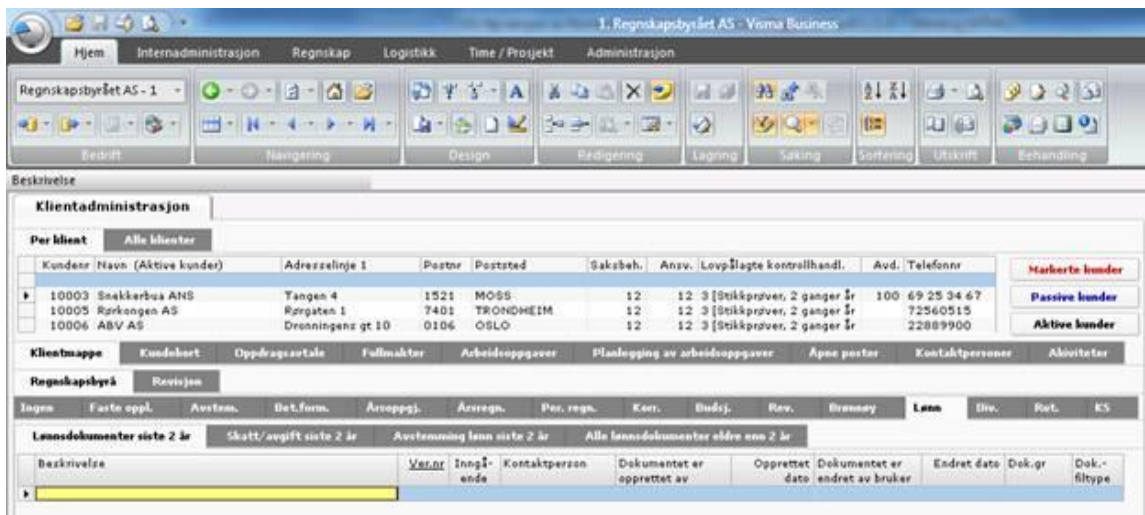 1. Regnskapsbyrået AS - Visma Business
Hjem Internadministrasjon Regnskap Logistikk Time / Prosjekt Administrasjon
Regnskapsbyrået AS - 1
Bedrift Navigering Design Redigering Lagring Søking Sortering Utskrift Behandling
Beskrivelse
Klientadministrasjon
Per klient Alle klienter
Kundenr Navn (Aktive kunder) Adresselinje 1 Postnr Poststed Saksbeh. Ansv. Lovpålagte kontrollhandl. Avd. Telefonnr
Markerte kunder
10003 Snekkerbua ANS Tangen 4 1521 MOSS 12 12 3 [Stikkprøver, 2 ganger år 100 69 25 34 67
Passive kunder
10005 Rørkongen AS Rørgaten 1 7401 TRONDHEIM 12 12 3 [Stikkprøver, 2 ganger år 72560515
10006 ABV AS Dronningens gt 10 0106 OSLO 12 12 3 [Stikkprøver, 2 ganger år 22889900
Aktive kunder
Klientmappe Kundekort Oppdragsavtale Fullmakter Arbeidsoppgaver Planlegging av arbeidsoppgaver Åpne poster Kontaktpersoner Akiviteter
Regnskapsbyrå Revisjon
Ingen Faste oppl. Avstem. Det.form. Årsoppgj. Årsregn. Per. regn. Korr. Budsj. Rev. Brønnøy Lønn Div. Rut. KS
Lønnsdokumenter siste 2 år Skatt/avgift siste 2 år Avstemming lønn siste 2 år Alle lønnsdokumenter eldre enn 2 år
Beskrivelse Ver.nr Inngå- Kontaktperson Dokumentet er Opprettet Dokumentet er Endret dato Dok.gr Dok.-
ende opprettet av dato endret av bruker filtype